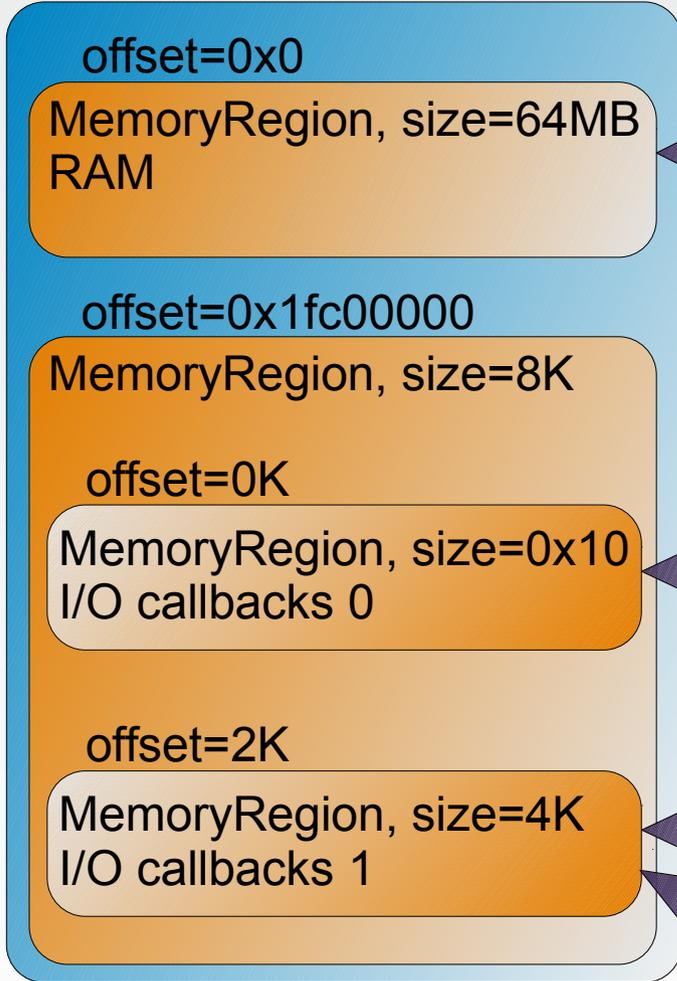 offset=0x0
MemoryRegion, size=64MB
RAM
offset=0x1fc00000
MemoryRegion, size=8K
offset=0K
MemoryRegion, size=0x10
I/O callbacks 0
offset=2K
MemoryRegion, size=4K
I/O callbacks 1